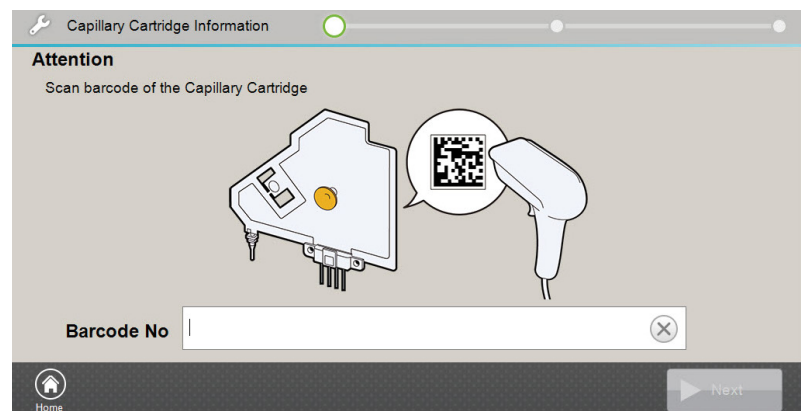 Capillary Cartridge Information
Attention
Scan barcode of the Capillary Cartridge
Barcode No
Home
Next